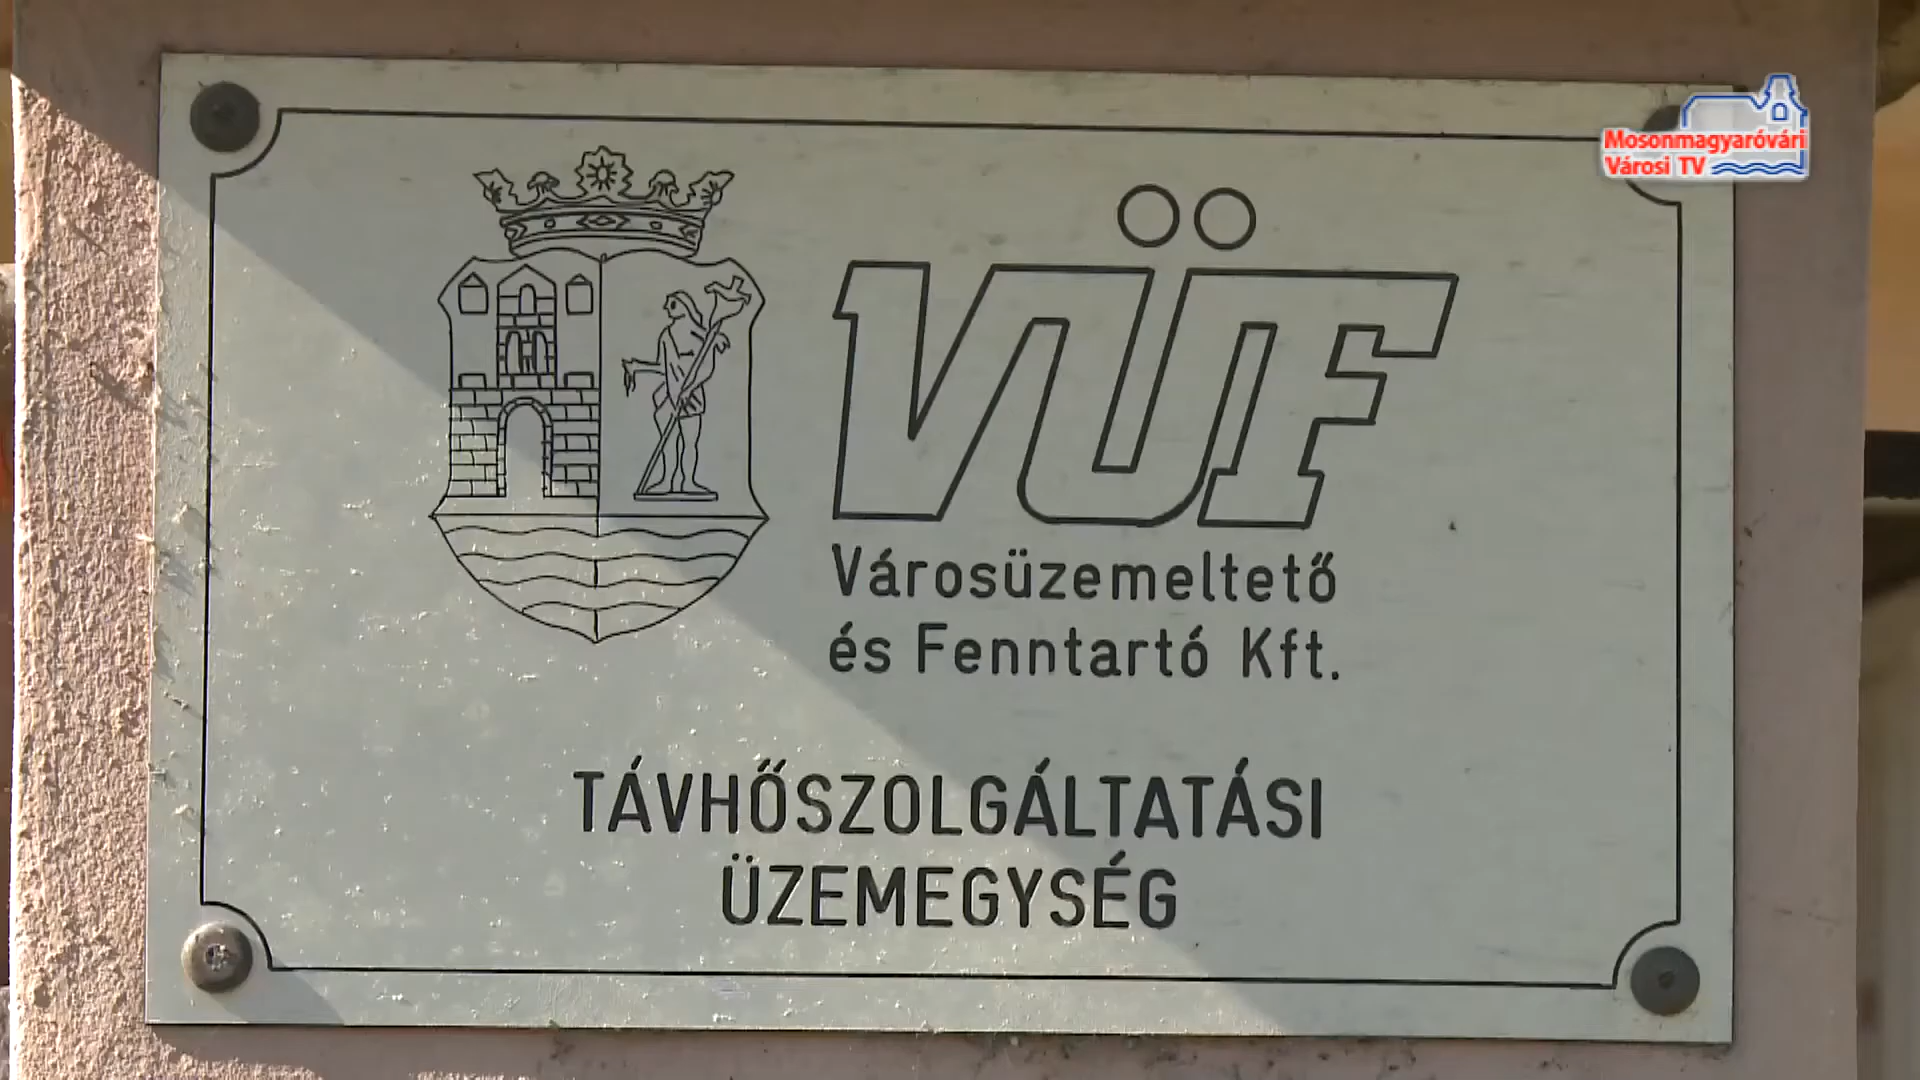 Mosonmagyaróvári
Városi TV
VÜF
Városüzemeltető
és Fenntartó Kft.
TÁVHŐSZOLGÁLTATÁSI
ÜZEMEGYSÉG